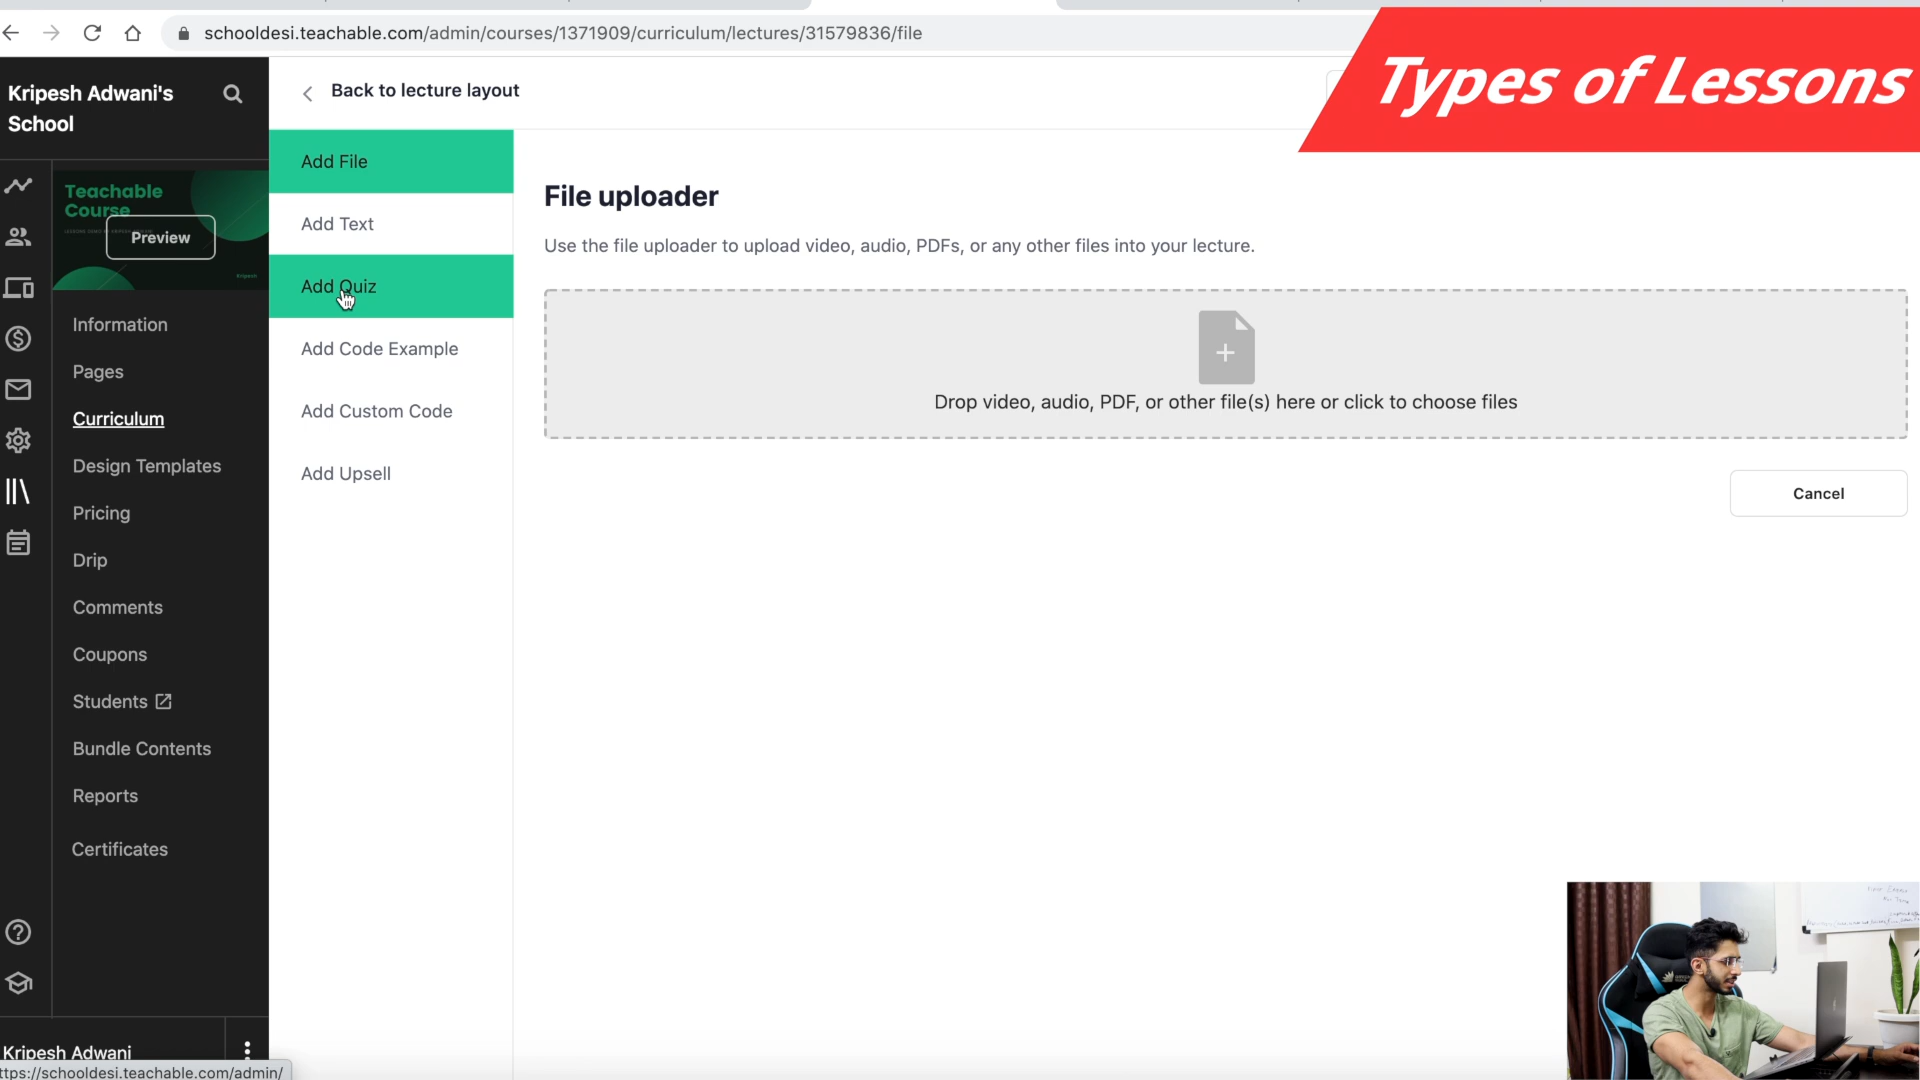 schooldesi.teachable.com/admin/courses/1371909/curriculum/lectures/31579836/file
Types of Lessons
Kripesh Adwani's
School
Back to lecture layout
Teachable
Course
Preview
Kripesh
Information
Pages
Curriculum
Design Templates
Pricing
Drip
Comments
Coupons
Students
Bundle Contents
Reports
Certificates
Kripesh Adwani
ttps://schooldesi.teachable.com/admin/
Add File
Add Text
Add Quiz
Add Code Example
Add Custom Code
Add Upsell
File uploader
Use the file uploader to upload video, audio, PDFs, or any other files into your lecture.
Drop video, audio, PDF, or other file(s) here or click to choose files
Cancel